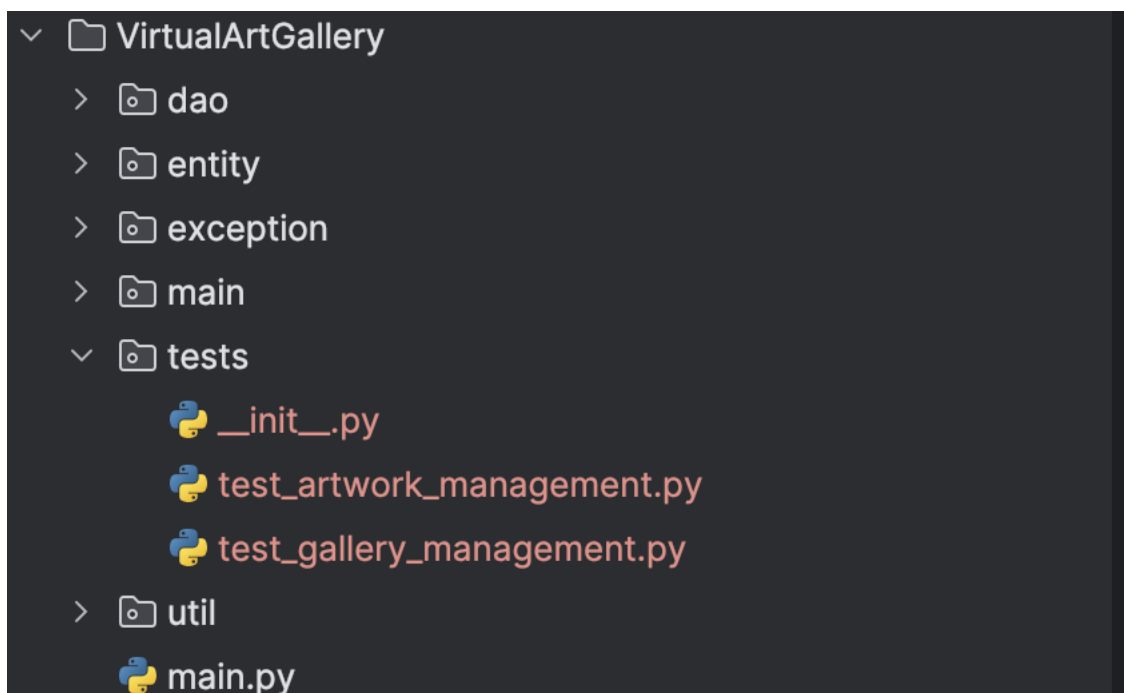 VirtualArtGallery
dao
entity
exception
main
tests
__init__.py
test_artwork_management.py
test_gallery_management.py
util
main.py